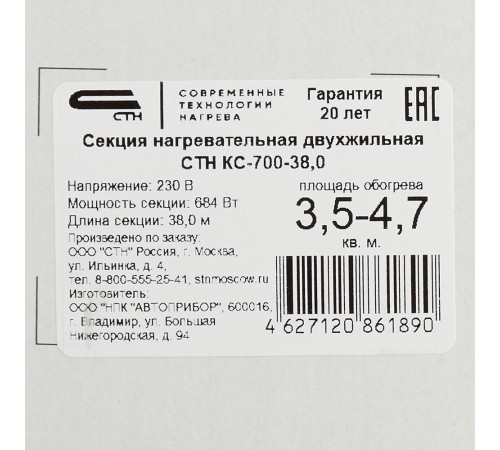 СТН
СОВРЕМЕННЫЕ
ТЕХНОЛОГИИ
НАГРЕВА
Гарантия
20 лет
ЕАС
Секция нагревательная двухжильная
СТН КС-700-38,0
Напряжение: 230 В
Мощность секции: 684 Вт
Длина секции: 38,0 м
Произведено по заказу:
ООО "СТН" Россия, г. Москва,
ул. Ильинка, д. 4,
тел. 8-800-555-25-41, stnmoscow.ru
Изготовитель:
ООО "НПК "АВТОПРИБОР", 600016,
г. Владимир, ул. Большая
Нижегородская, д. 94
площадь обогрева
3,5-4,7
кв. м.
4 627120 861890